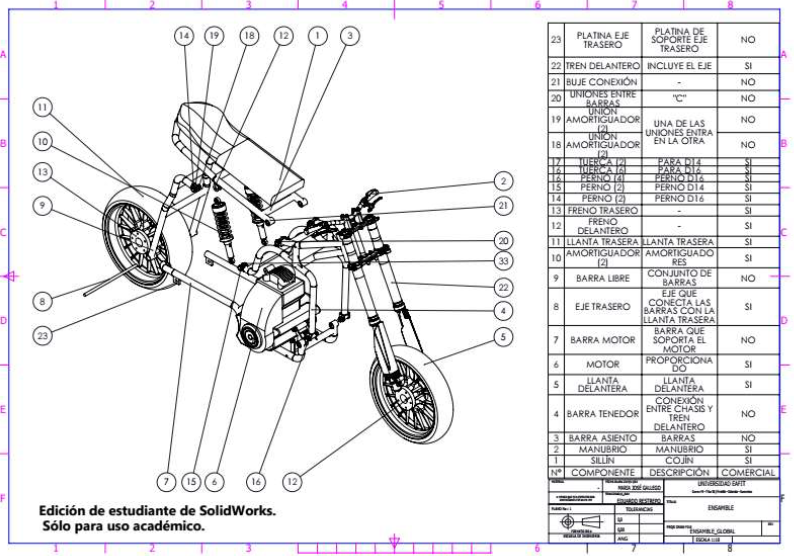 1 2 3 4 5 6 7 8
A
B
C
D
E
F
14 19 18 12 1 3
11
10
13
9
8
23
2
21
20
33
22
4
5
7 15 6 16 12
23 PLATINA EJE TRASERO PLATINA DE SOPORTE EJE TRASERO NO
22 TREN DELANTERO INCLUYE EL EJE SI
21 BUJE CONEXIÓN - NO
20 UNIONES ENTRE BARRAS "C" NO
19 UNIÓN AMORTIGUADOR (2) UNA DE LAS UNIONES ENTRA EN LA OTRA NO
18 UNIÓN AMORTIGUADOR (2) NO
17 TUERCA (2) PARA D14 SI
16 TUERCA (6) PARA D16 SI
16 PERNO (4) PERNO D16 SI
15 PERNO (2) PERNO D14 SI
14 PERNO (2) PERNO D16 SI
13 FRENO TRASERO - SI
12 FRENO DELANTERO - SI
11 LLANTA TRASERA LLANTA TRASERA SI
10 AMORTIGUADOR (2) AMORTIGUADO RES SI
9 BARRA LIBRE CONJUNTO DE BARRAS NO
8 EJE TRASERO EJE QUE CONECTA LAS BARRAS CON LA LLANTA TRASERA SI
7 BARRA MOTOR BARRA QUE SOPORTA EL MOTOR NO
6 MOTOR PROPORCIONA DO SI
5 LLANTA DELANTERA LLANTA DELANTERA SI
4 BARRA TENEDOR CONEXIÓN ENTRE CHASIS Y TREN DELANTERO NO
3 BARRA ASIENTO BARRAS NO
2 MANUBRIO MANUBRIO SI
1 SILLÍN COJÍN SI
N° COMPONENTE DESCRIPCIÓN COMERCIAL
UNIVERSIDAD EAFIT
MARIA JOSÉ GALLEGO
EDUARDO RESTREPO
TOLERANCIAS
ENSAMBLE
ENSAMBLE_GLOBAL
ANG
Edición de estudiante de SolidWorks.
Sólo para uso académico.